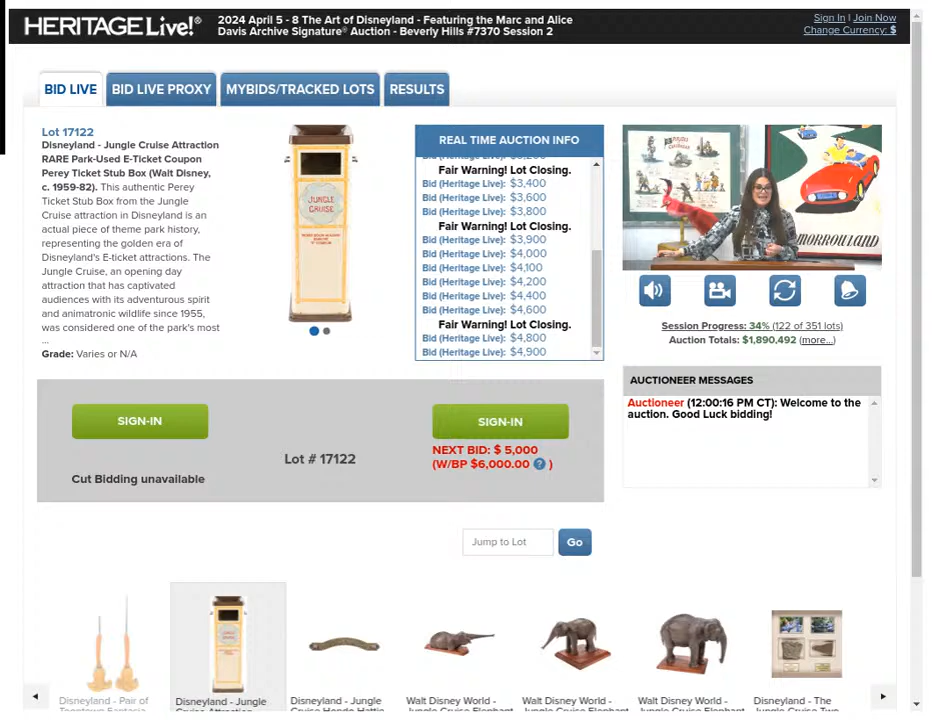 HERITAGE Live!®
2024 April 5 - 8 The Art of Disneyland - Featuring the Marc and Alice
Davis Archive Signature® Auction - Beverly Hills #7370 Session 2
Sign In | Join Now
Change Currency: $
BID LIVE
BID LIVE PROXY
MYBIDS/TRACKED LOTS
RESULTS
Lot 17122
Disneyland - Jungle Cruise Attraction
RARE Park-Used E-Ticket Coupon
Perey Ticket Stub Box (Walt Disney,
c. 1959-82). This authentic Perey
Ticket Stub Box from the Jungle
Cruise attraction in Disneyland is an
actual piece of theme park history,
representing the golden era of
Disneyland's E-ticket attractions. The
Jungle Cruise, an opening day
attraction that has captivated
audiences with its adventurous spirit
and animatronic wildlife since 1955,
was considered one of the park's most
...
Grade: Varies or N/A
JUNGLE
CRUISE
REAL TIME AUCTION INFO
Fair Warning! Lot Closing.
Bid (Heritage Live): $3,400
Bid (Heritage Live): $3,600
Bid (Heritage Live): $3,800
Fair Warning! Lot Closing.
Bid (Heritage Live): $3,900
Bid (Heritage Live): $4,000
Bid (Heritage Live): $4,100
Bid (Heritage Live): $4,200
Bid (Heritage Live): $4,400
Bid (Heritage Live): $4,600
Fair Warning! Lot Closing.
Bid (Heritage Live): $4,800
Bid (Heritage Live): $4,900
MORROWLAND
Session Progress: 34% (122 of 351 lots)
Auction Totals: $1,890,492 (more...)
AUCTIONEER MESSAGES
Auctioneer (12:00:16 PM CT): Welcome to the
auction. Good Luck bidding!
SIGN-IN
Cut Bidding unavailable
Lot # 17122
SIGN-IN
NEXT BID: $ 5,000
(W/BP $6,000.00 ? )
Jump to Lot
Go
Disneyland - Pair of
Disneyland - Jungle
Disneyland - Jungle
Walt Disney World -
Walt Disney World -
Walt Disney World -
Disneyland - The